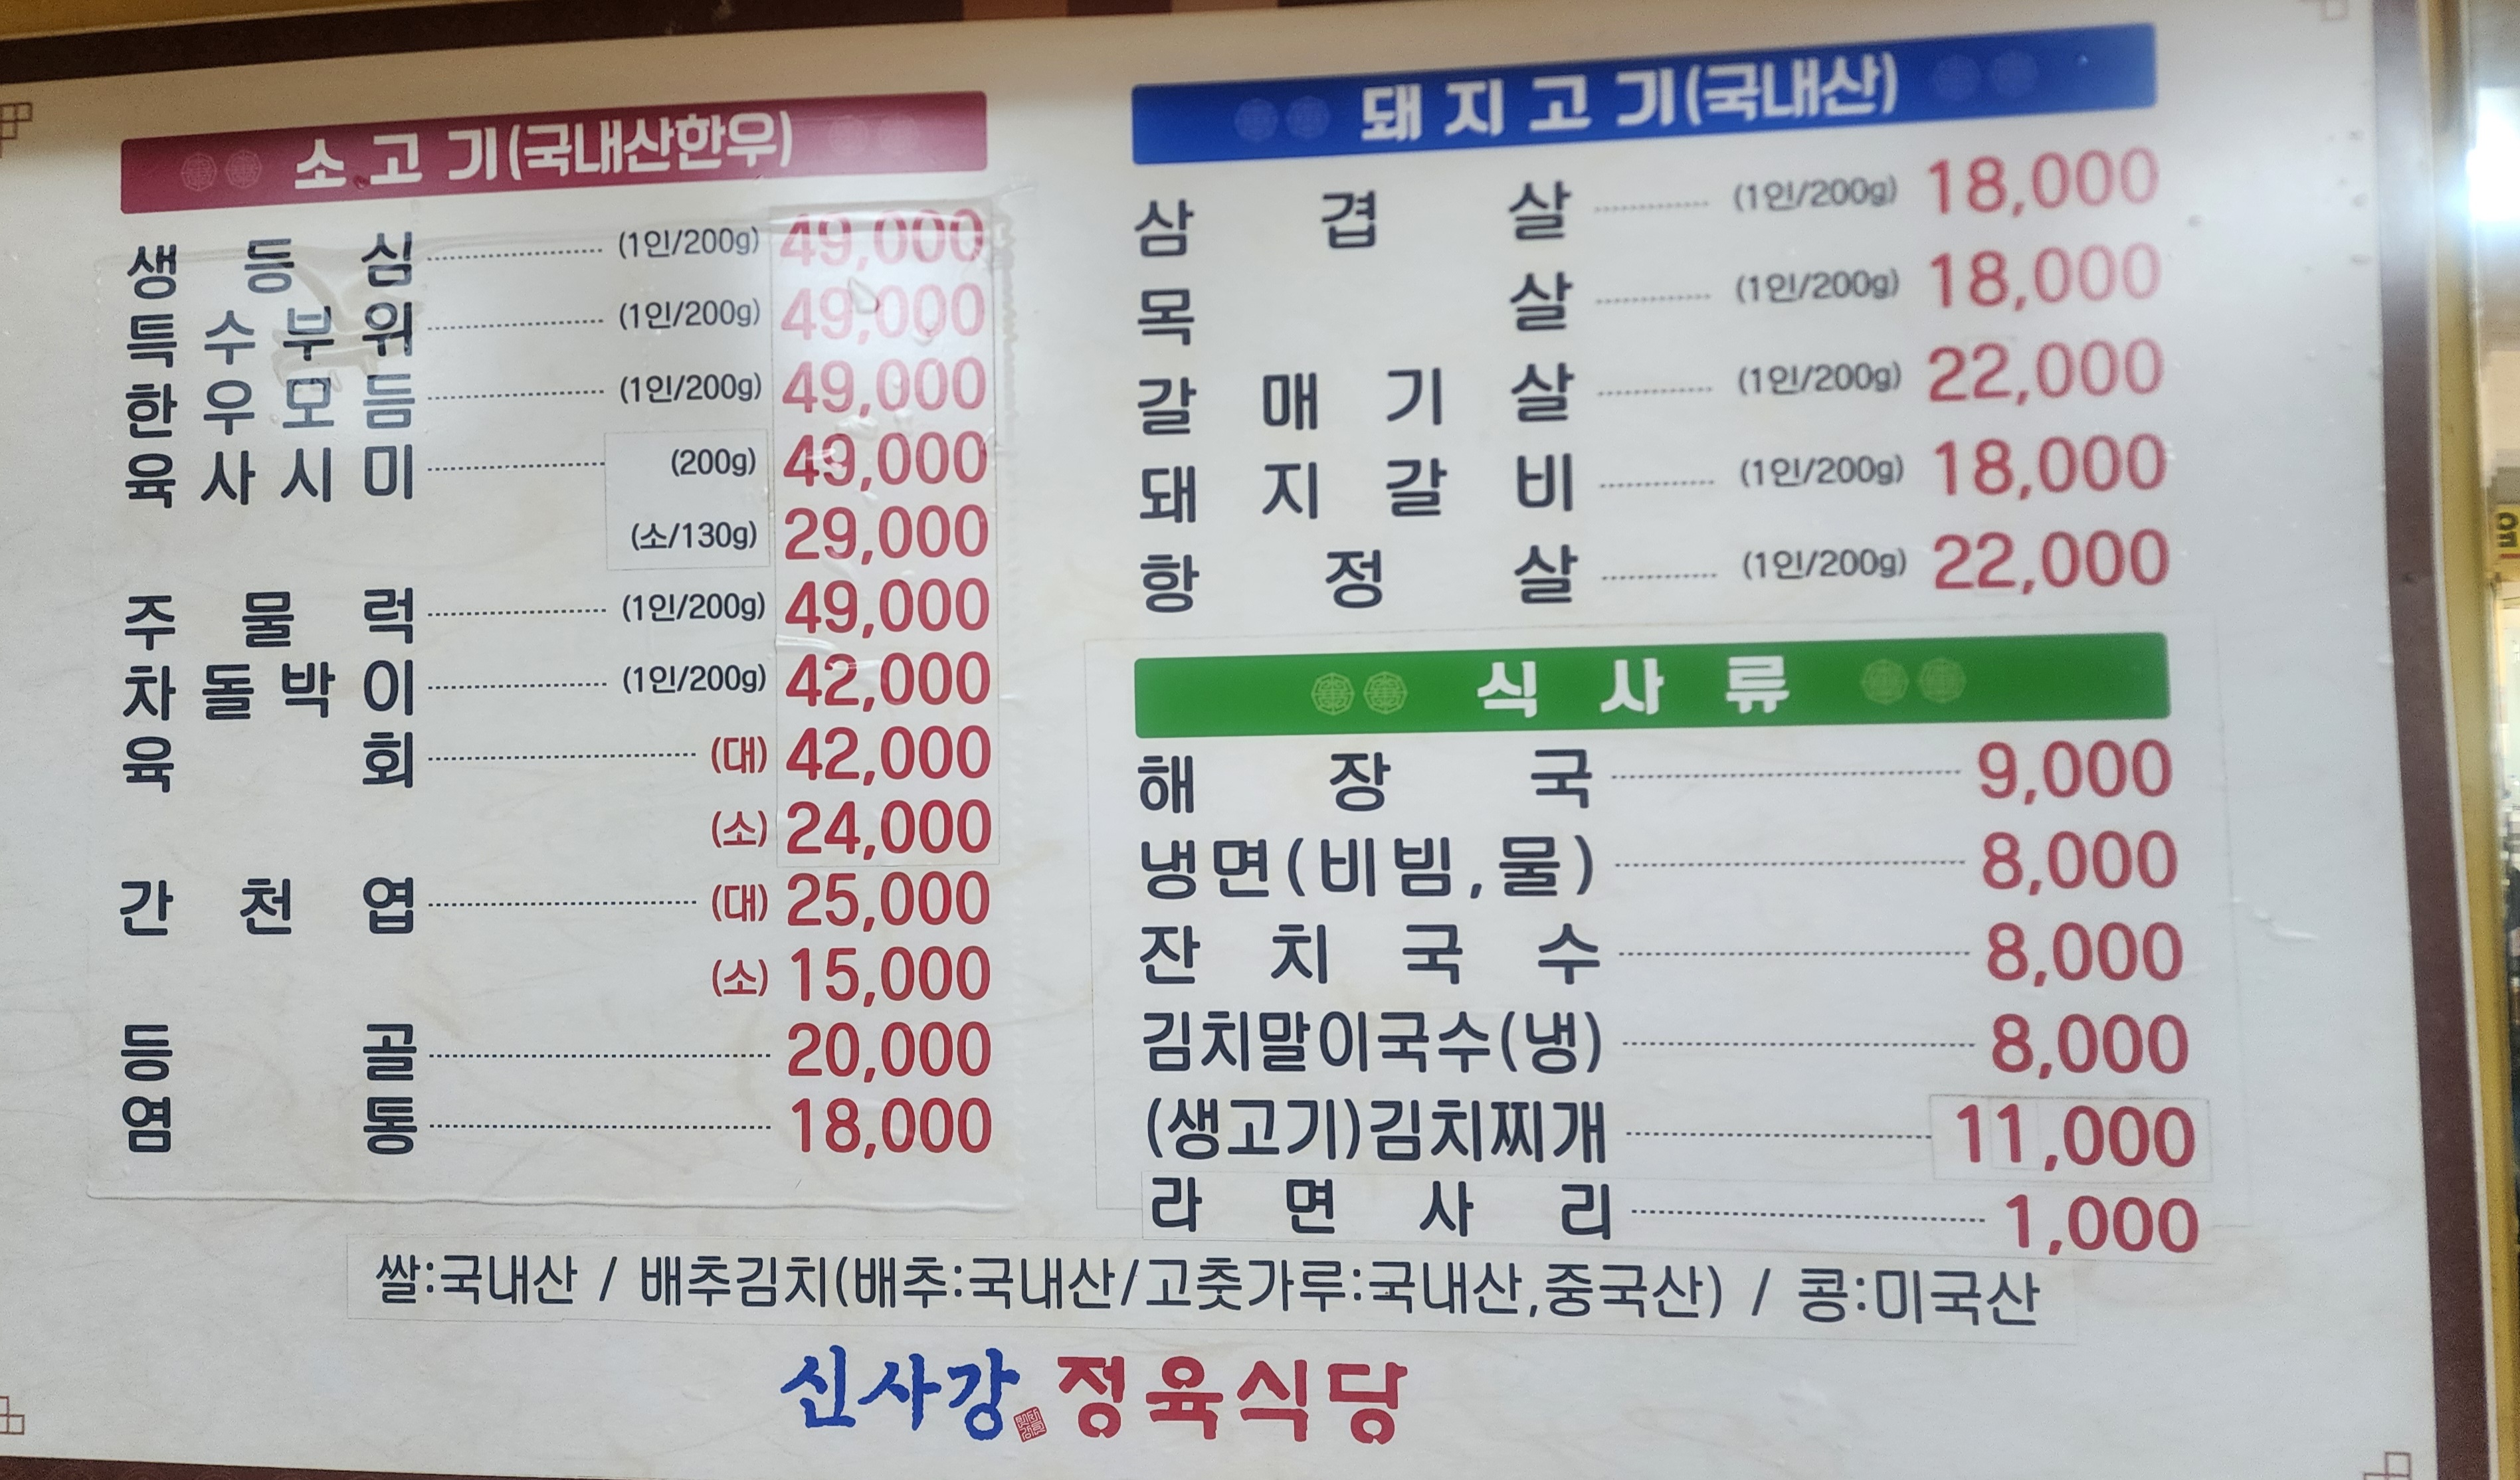 소고기(국내산한우)
생등심 (1인/200g) 49,000
특수부위 (1인/200g) 49,000
한우모듬 (1인/200g) 49,000
육사시미 (200g) 49,000
(소/130g) 29,000
주물럭 (1인/200g) 49,000
차돌박이 (1인/200g) 42,000
육회 (대) 42,000
(소) 24,000
간천엽 (대) 25,000
(소) 15,000
등골 20,000
염통 18,000
돼지고기(국내산)
삼겹살 (1인/200g) 18,000
목살 (1인/200g) 18,000
갈매기살 (1인/200g) 22,000
돼지갈비 (1인/200g) 18,000
항정살 (1인/200g) 22,000
식사류
해장국 9,000
냉면(비빔,물) 8,000
잔치국수 8,000
김치말이국수(냉) 8,000
(생고기)김치찌개 11,000
라면사리 1,000
쌀:국내산 / 배추김치(배추:국내산/고춧가루:국내산,중국산) / 콩:미국산
신사강 정육식당